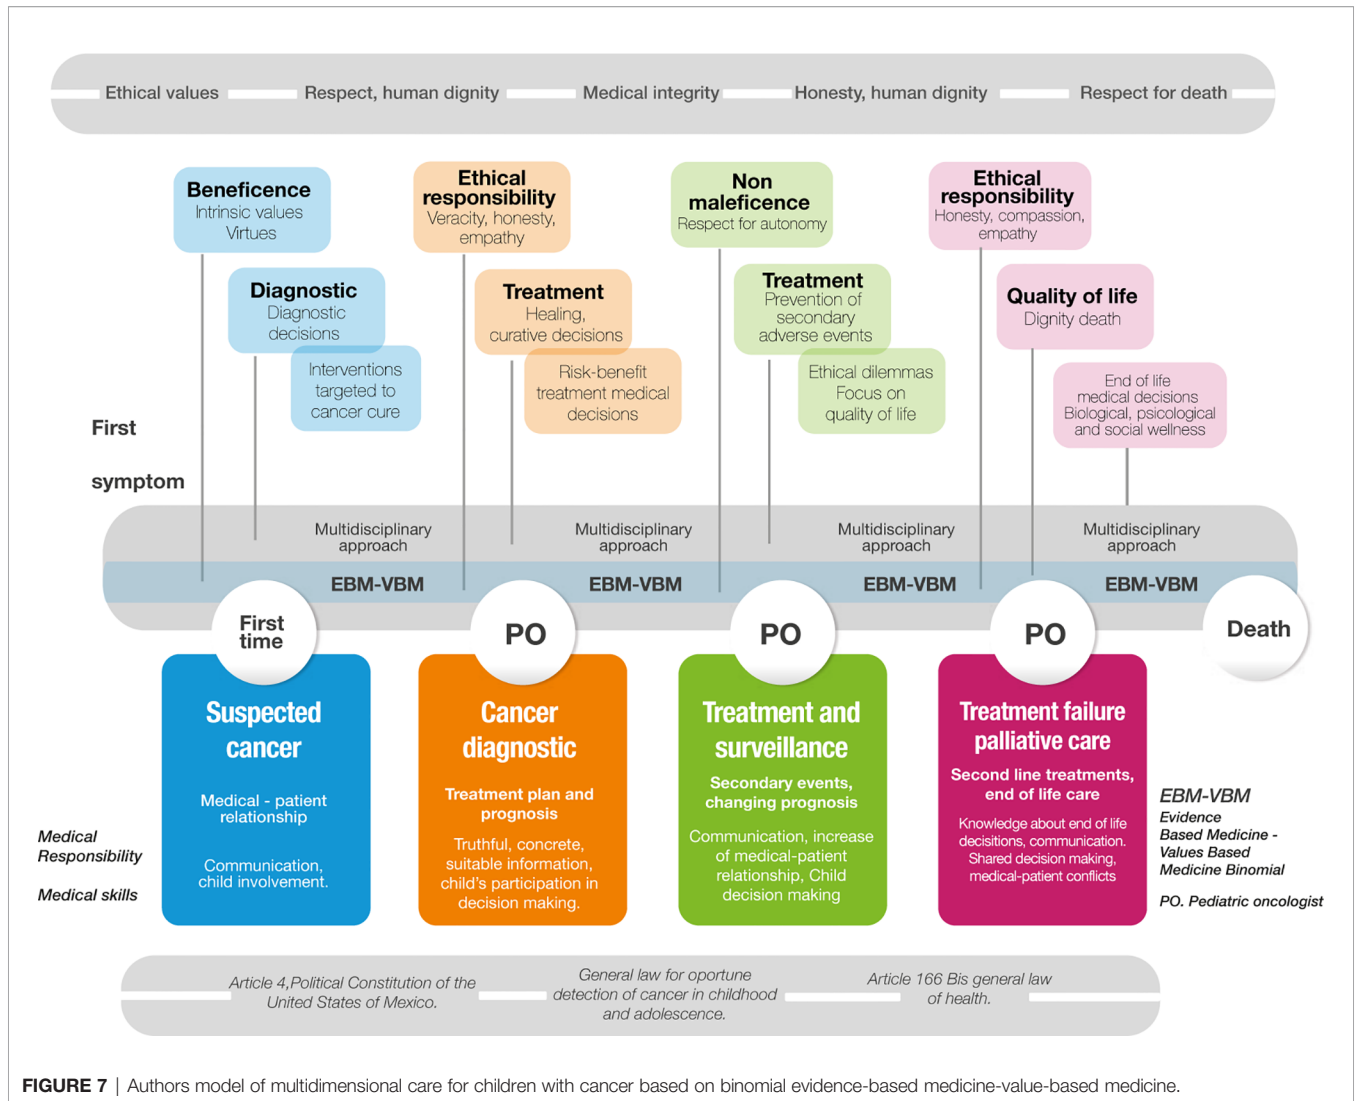 Ethical values
Respect, human dignity
Medical integrity
Honesty, human dignity
Respect for death
Beneficence
Intrinsic values
Virtues
Diagnostic
Diagnostic
decisions
Interventions
targeted to
cancer cure
Ethical
responsibility
Veracity, honesty,
empathy
Treatment
Healing,
curative decisions
Risk-benefit
treatment medical
decisions
Non
maleficence
Respect for autonomy
Treatment
Prevention of
secondary
adverse events
Ethical dilemmas
Focus on
quality of life
Ethical
responsibility
Honesty, compassion,
empathy
Quality of life
Dignity death
End of life
medical decisions
Biological, psicological
and social wellness
First
symptom
Multidisciplinary
approach
Multidisciplinary
approach
Multidisciplinary
approach
Multidisciplinary
approach
EBM-VBM
EBM-VBM
EBM-VBM
EBM-VBM
First
time
PO
PO
PO
Death
Suspected
cancer
Medical - patient
relationship
Communication,
child involvement.
Cancer
diagnostic
Treatment plan and
prognosis
Truthful, concrete,
suitable information,
child's participation in
decision making.
Treatment and
surveillance
Secondary events,
changing prognosis
Communication, increase
of medical-patient
relationship, Child
decision making
Treatment failure
palliative care
Second line treatments,
end of life care
Knowledge about end of life
decisitions, communication.
Shared decision making,
medical-patient conflicts
Medical
Responsibility
Medical skills
EBM-VBM
Evidence
Based Medicine -
Values Based
Medicine Binomial
PO. Pediatric oncologist
Article 4,Political Constitution of the
United States of Mexico.
General law for oportune
detection of cancer in childhood
and adolescence.
Article 166 Bis general law
of health.
FIGURE 7 | Authors model of multidimensional care for children with cancer based on binomial evidence-based medicine-value-based medicine.